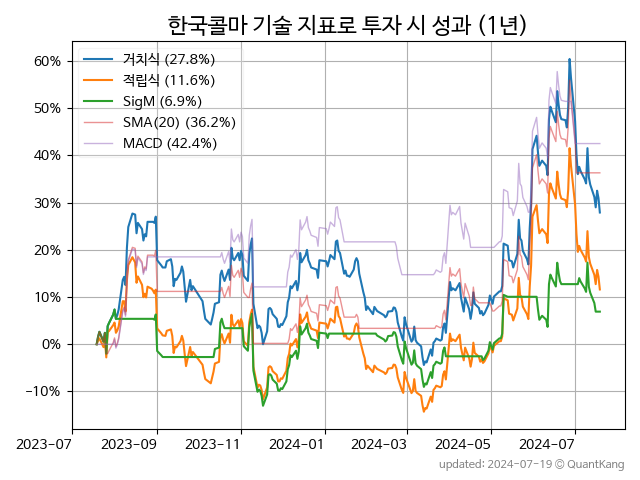 한국콜마 기술 지표로 투자 시 성과 (1년)
거치식 (27.8%)
적립식 (11.6%)
SigM (6.9%)
SMA(20) (36.2%)
MACD (42.4%)
60%
50%
40%
30%
20%
10%
0%
−10%
2023-07
2023-09
2023-11
2024-01
2024-03
2024-05
2024-07
updated: 2024-07-19 © QuantKang